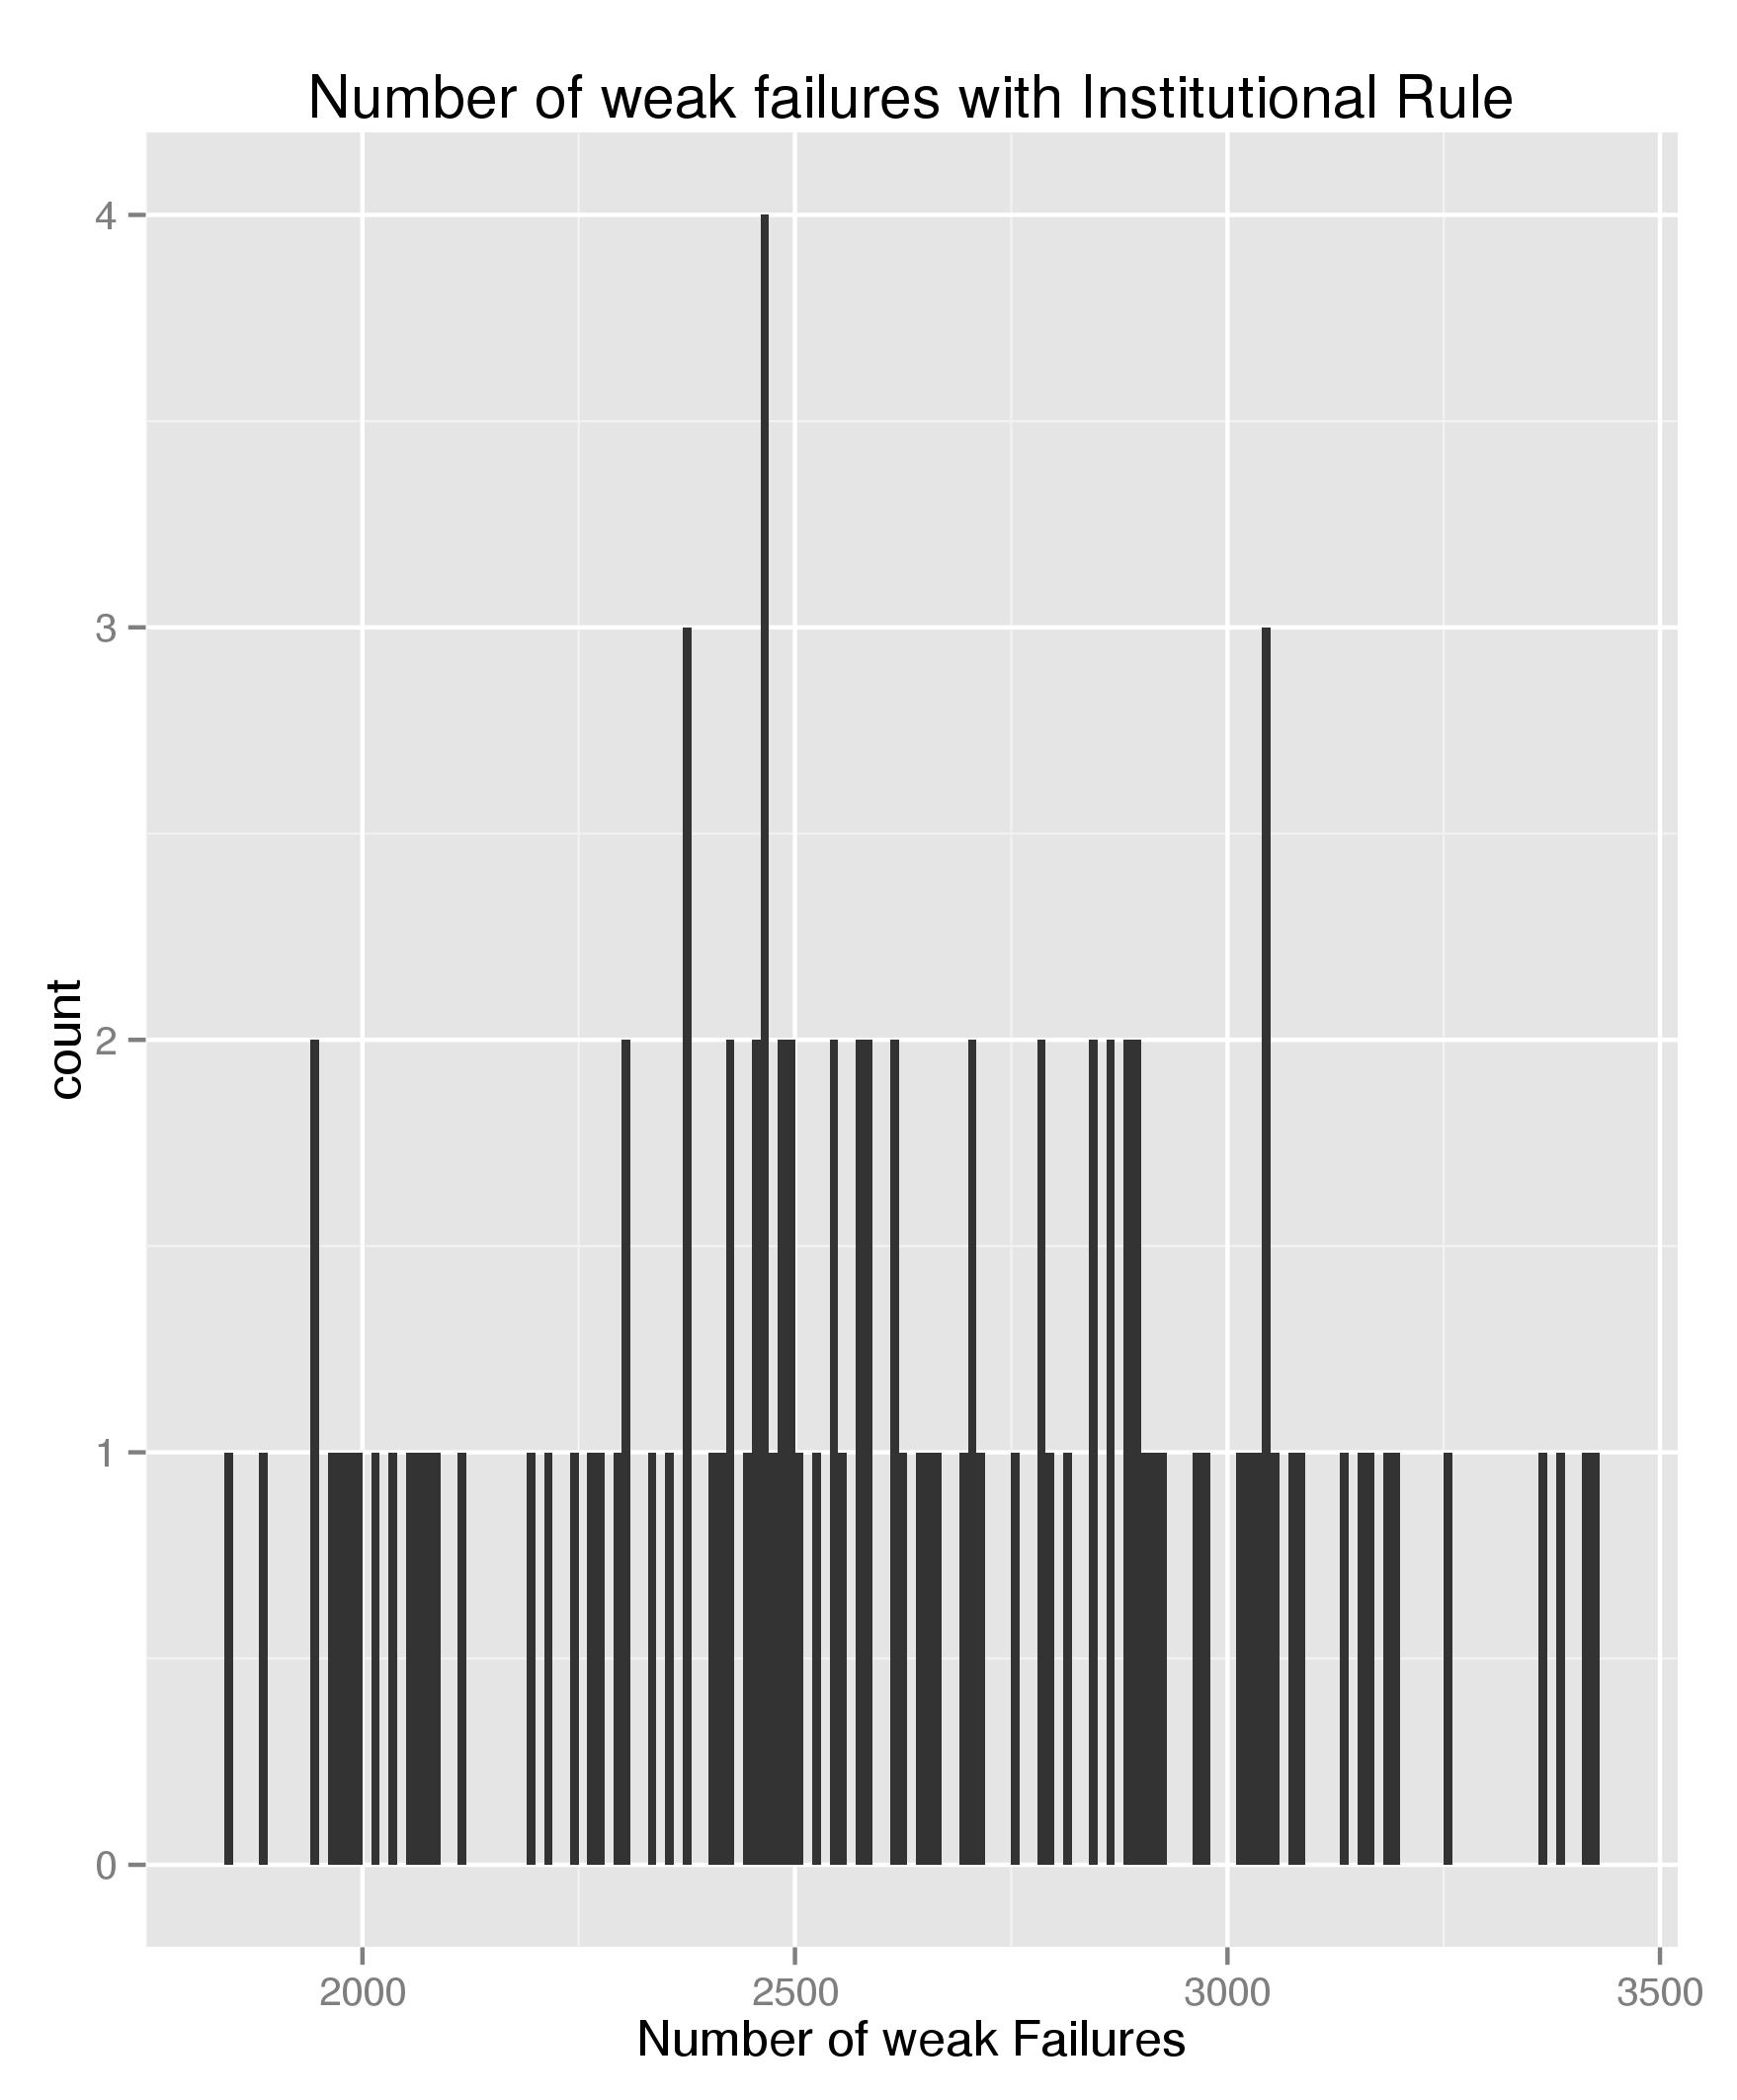 Number of weak failures with Institutional Rule
4
3
2
1
0
count
2000 2500 3000 3500
Number of weak Failures